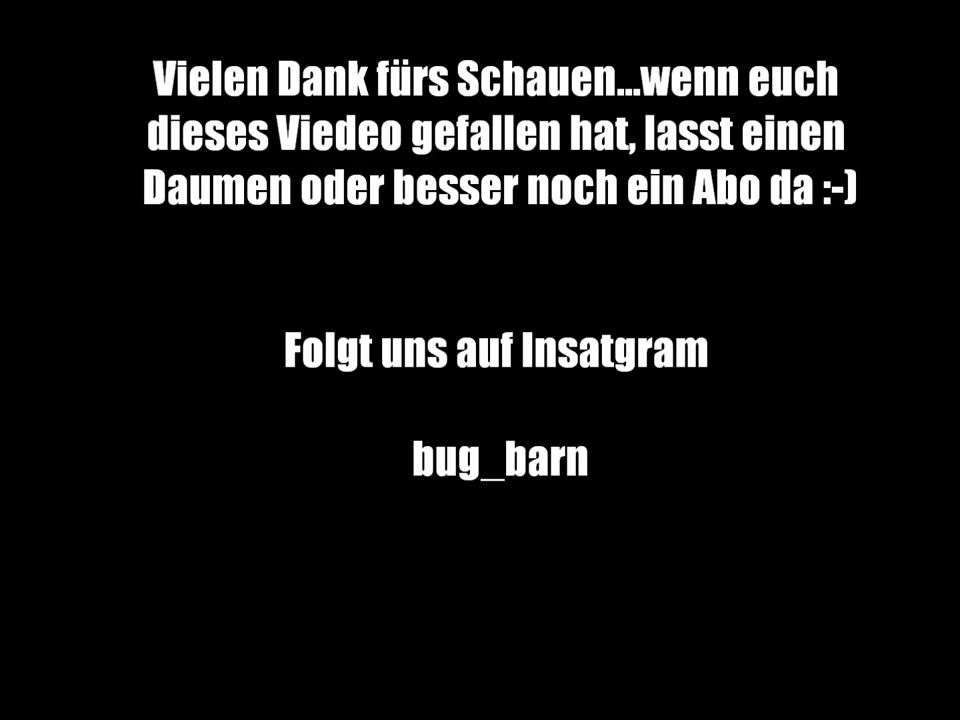 Vielen Dank fürs Schauen...wenn euch
dieses Viedeo gefallen hat, lasst einen
Daumen oder besser noch ein Abo da :-)
Folgt uns auf Insatgram
bug_barn